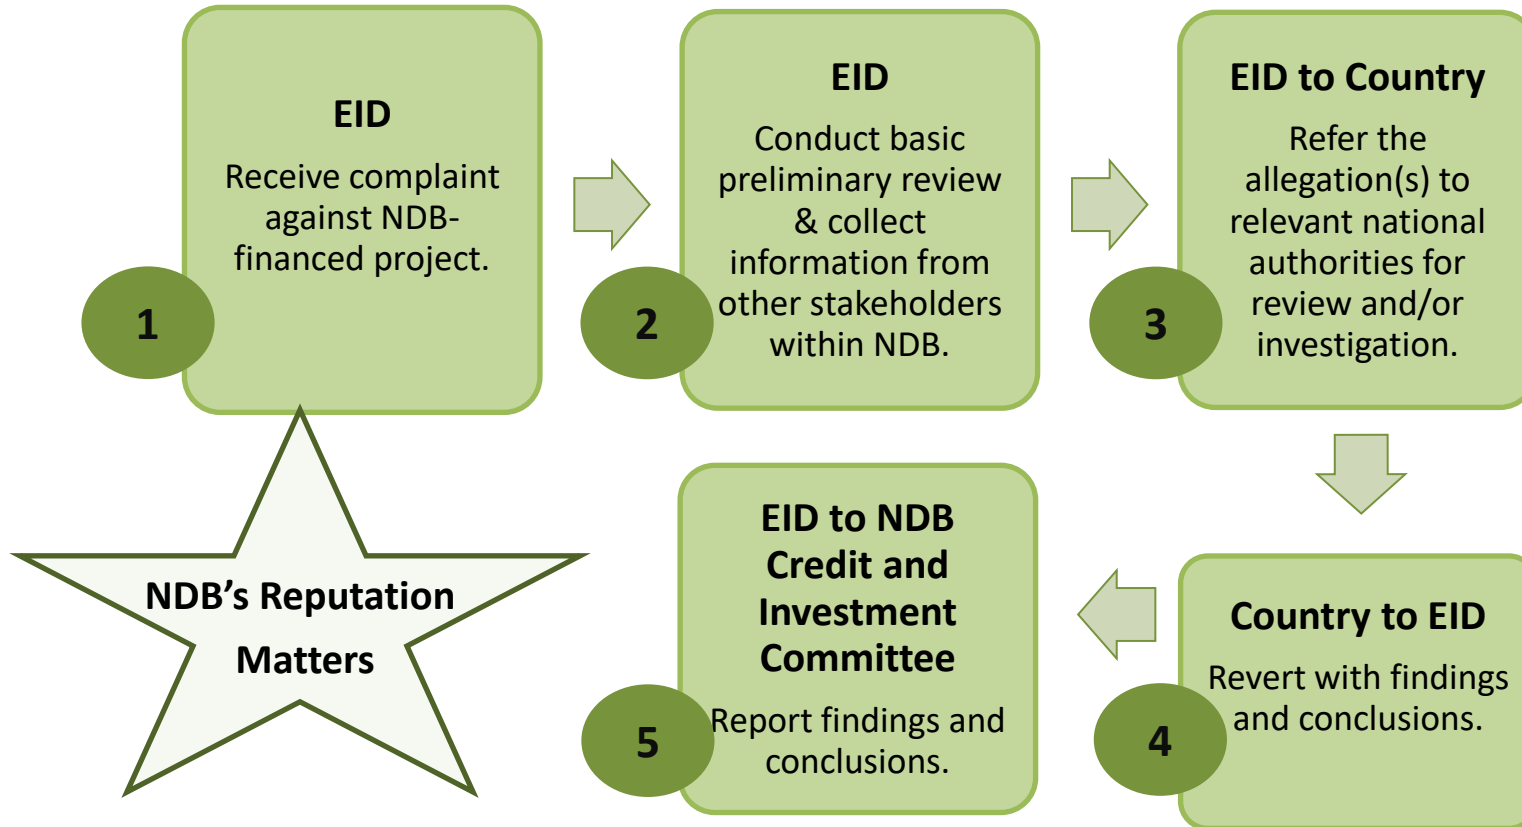 EID
Receive complaint
against NDB-
financed project.
1
EID
Conduct basic
preliminary review
& collect
information from
other stakeholders
within NDB.
2
EID to Country
Refer the
allegation(s) to
relevant national
authorities for
review and/or
investigation.
3
Country to EID
Revert with findings
and conclusions.
4
EID to NDB
Credit and
Investment
Committee
Report findings and
conclusions.
5
NDB’s Reputation
Matters